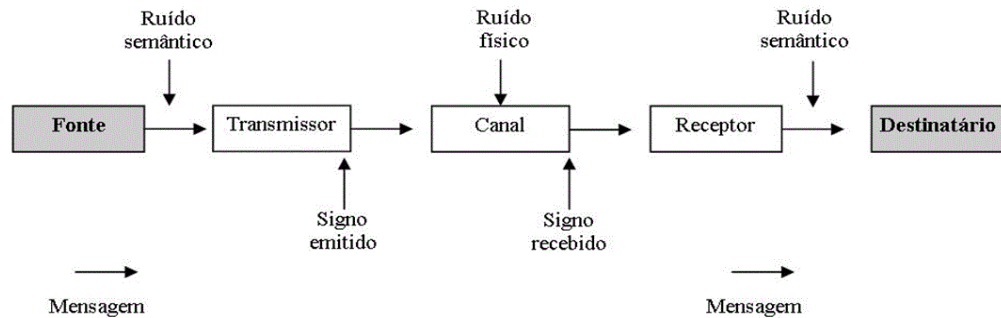 Ruído
semântico
Ruído
físico
Ruído
semântico
Fonte
Transmissor
Canal
Receptor
Destinatário
Signo
emitido
Signo
recebido
Mensagem
Mensagem